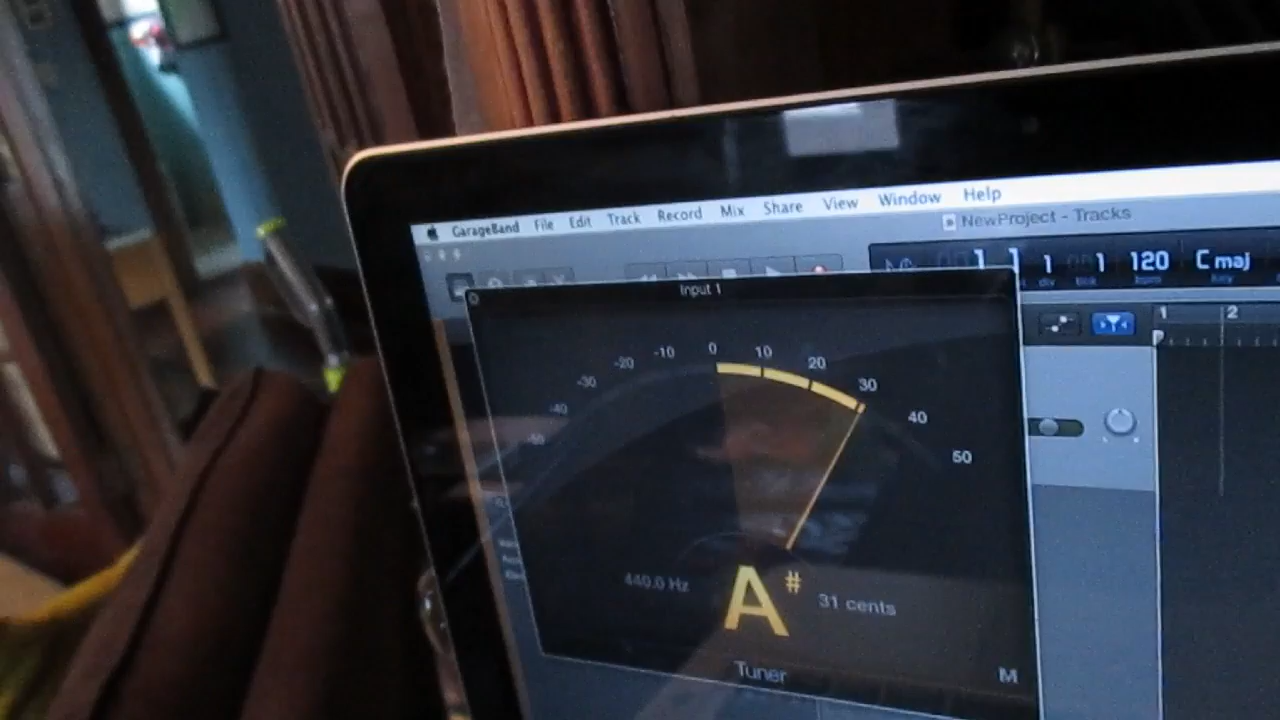 GarageBand File Edit Track Record Mix Share View Window Help
NewProject - Tracks
1 1 1 1 120 C maj
bpm
Input 1
1 2
-50 -40 -30 -20 -10 0 10 20 30 40 50
440.0 Hz A# 31 cents
Tuner M